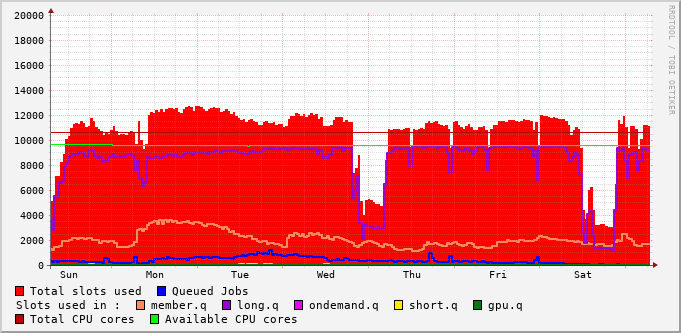 20000
18000
16000
14000
12000
10000
8000
6000
4000
2000
0
Sun Mon Tue Wed Thu Fri Sat
RRDTOOL / TOBI OETIKER
Total slots used Queued Jobs
Slots used in : member.q long.q ondemand.q short.q gpu.q
Total CPU cores Available CPU cores